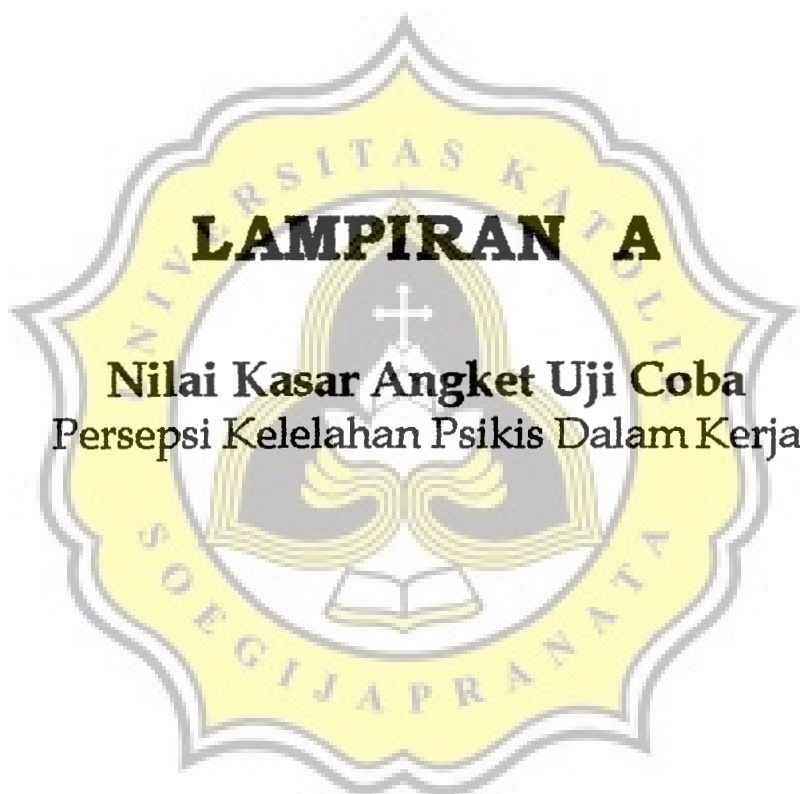 LAMPIRAN A
Nilai Kasar Angket Uji Coba
Persepsi Kelelahan Psikis Dalam Kerja
UNIVERSITAS KATOLIK
SOEGIJAPRANATA